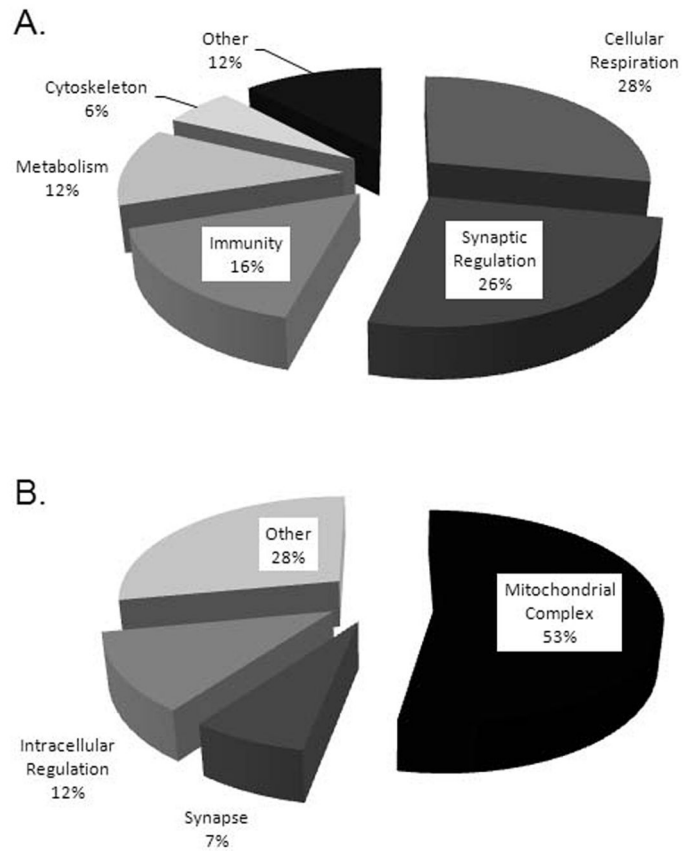 A.
Other
12%
Cellular
Respiration
28%
Cytoskeleton
6%
Metabolism
12%
Immunity
16%
Synaptic
Regulation
26%
B.
Other
28%
Mitochondrial
Complex
53%
Intracellular
Regulation
12%
Synapse
7%